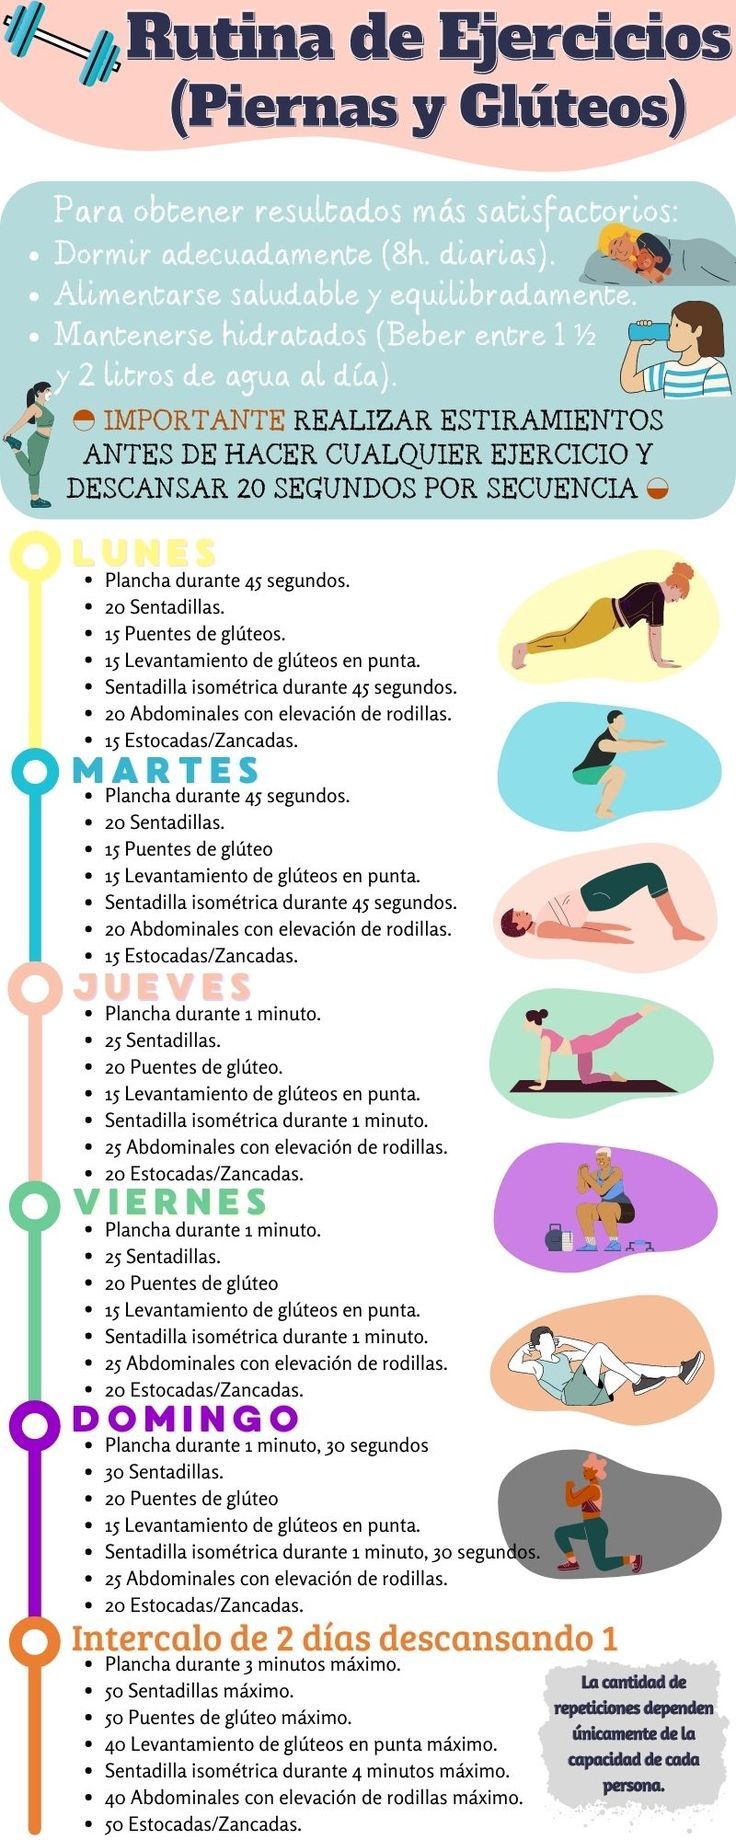 Rutina de Ejercicios
(Piernas y Glúteos)
Para obtener resultados más satisfactorios:
• Dormir adecuadamente (8h. diarias).
• Alimentarse saludable y equilibradamente.
• Mantenerse hidratados (Beber entre 1 ½
y 2 litros de agua al día).
IMPORTANTE REALIZAR ESTIRAMIENTOS
ANTES DE HACER CUALQUIER EJERCICIO Y
DESCANSAR 20 SEGUNDOS POR SECUENCIA
LUNES
• Plancha durante 45 segundos.
• 20 Sentadillas.
• 15 Puentes de glúteos.
• 15 Levantamiento de glúteos en punta.
• Sentadilla isométrica durante 45 segundos.
• 20 Abdominales con elevación de rodillas.
• 15 Estocadas/Zancadas.
MARTES
• Plancha durante 45 segundos.
• 20 Sentadillas.
• 15 Puentes de glúteo
• 15 Levantamiento de glúteos en punta.
• Sentadilla isométrica durante 45 segundos.
• 20 Abdominales con elevación de rodillas.
• 15 Estocadas/Zancadas.
JUEVES
• Plancha durante 1 minuto.
• 25 Sentadillas.
• 20 Puentes de glúteo.
• 15 Levantamiento de glúteos en punta.
• Sentadilla isométrica durante 1 minuto.
• 25 Abdominales con elevación de rodillas.
• 20 Estocadas/Zancadas.
VIERNES
• Plancha durante 1 minuto.
• 25 Sentadillas.
• 20 Puentes de glúteo
• 15 Levantamiento de glúteos en punta.
• Sentadilla isométrica durante 1 minuto.
• 25 Abdominales con elevación de rodillas.
• 20 Estocadas/Zancadas.
DOMINGO
• Plancha durante 1 minuto, 30 segundos
• 30 Sentadillas.
• 20 Puentes de glúteo
• 15 Levantamiento de glúteos en punta.
• Sentadilla isométrica durante 1 minuto, 30 segundos.
• 25 Abdominales con elevación de rodillas.
• 20 Estocadas/Zancadas.
Intercalo de 2 días descansando 1
• Plancha durante 3 minutos máximo.
• 50 Sentadillas máximo.
• 50 Puentes de glúteo máximo.
• 40 Levantamiento de glúteos en punta máximo.
• Sentadilla isométrica durante 4 minutos máximo.
• 40 Abdominales con elevación de rodillas máximo.
• 50 Estocadas/Zancadas.
La cantidad de
repeticiones dependen
únicamente de la
capacidad de cada
persona.